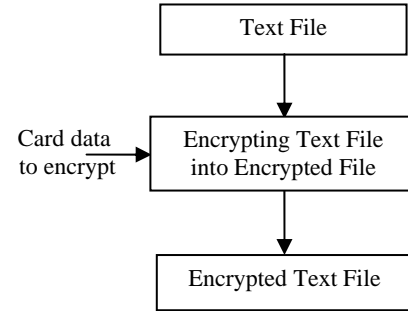 Text File
Card data
to encrypt
Encrypting Text File
into Encrypted File
Encrypted Text File